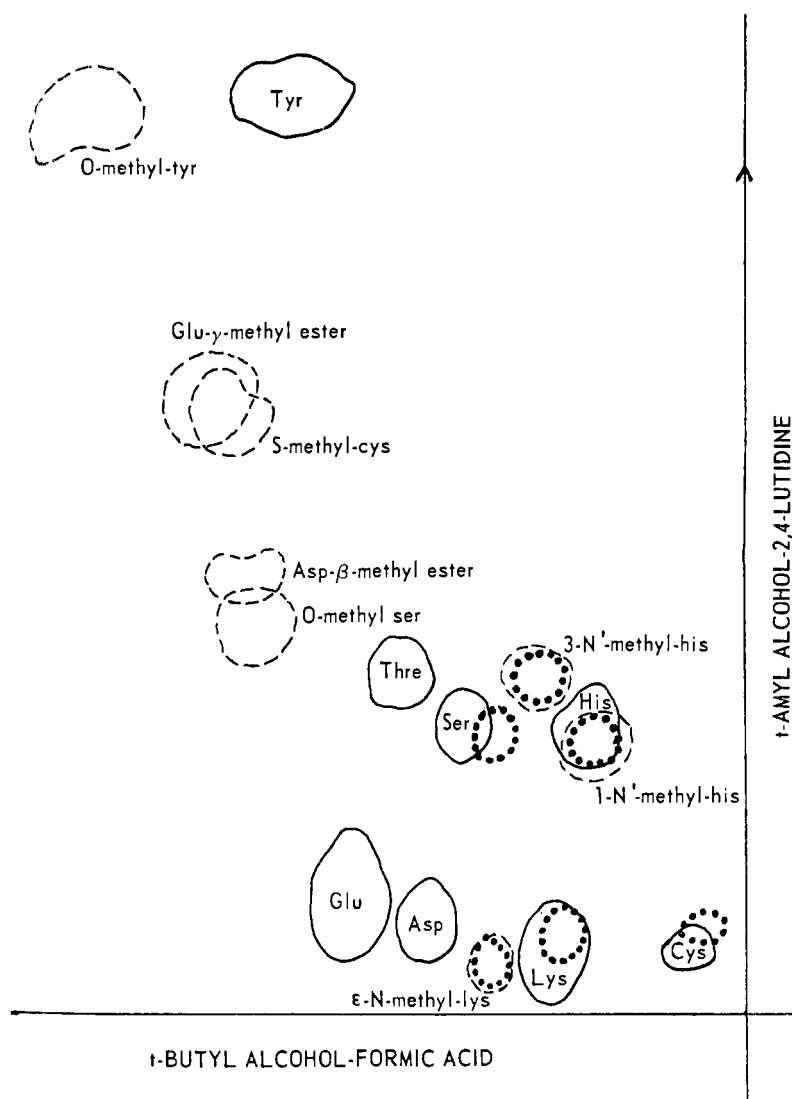 Tyr
O-methyl-tyr
Glu-γ-methyl ester
S-methyl-cys
Asp-β-methyl ester
O-methyl ser
3-N'-methyl-his
Thre
His
Ser
1-N'-methyl-his
Glu
Asp
Lys
Cys
ε-N-methyl-lys
t-BUTYL ALCOHOL-FORMIC ACID
t-AMYL ALCOHOL-2,4-LUTIDINE